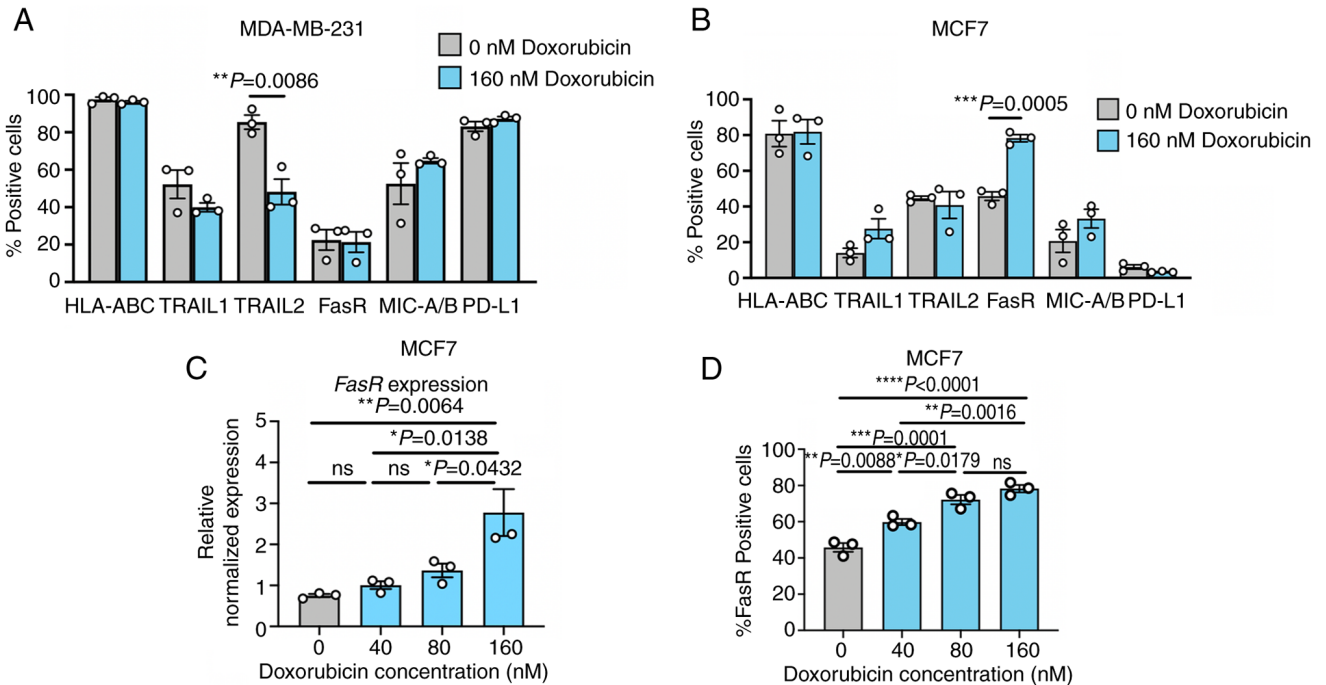 A
MDA-MB-231
0 nM Doxorubicin
160 nM Doxorubicin
**P=0.0086
% Positive cells
100
80
60
40
20
0
HLA-ABC TRAIL1 TRAIL2 FasR MIC-A/B PD-L1
B
MCF7
0 nM Doxorubicin
160 nM Doxorubicin
***P=0.0005
% Positive cells
100
80
60
40
20
0
HLA-ABC TRAIL1 TRAIL2 FasR MIC-A/B PD-L1
C
MCF7
FasR expression
**P=0.0064
*P=0.0138
ns ns *P=0.0432
Relative
normalized expression
5
4
3
2
1
0
0 40 80 160
Doxorubicin concentration (nM)
D
MCF7
****P<0.0001
**P=0.0016
***P=0.0001
**P=0.0088 *P=0.0179 ns
%FasR Positive cells
100
80
60
40
20
0
0 40 80 160
Doxorubicin concentration (nM)